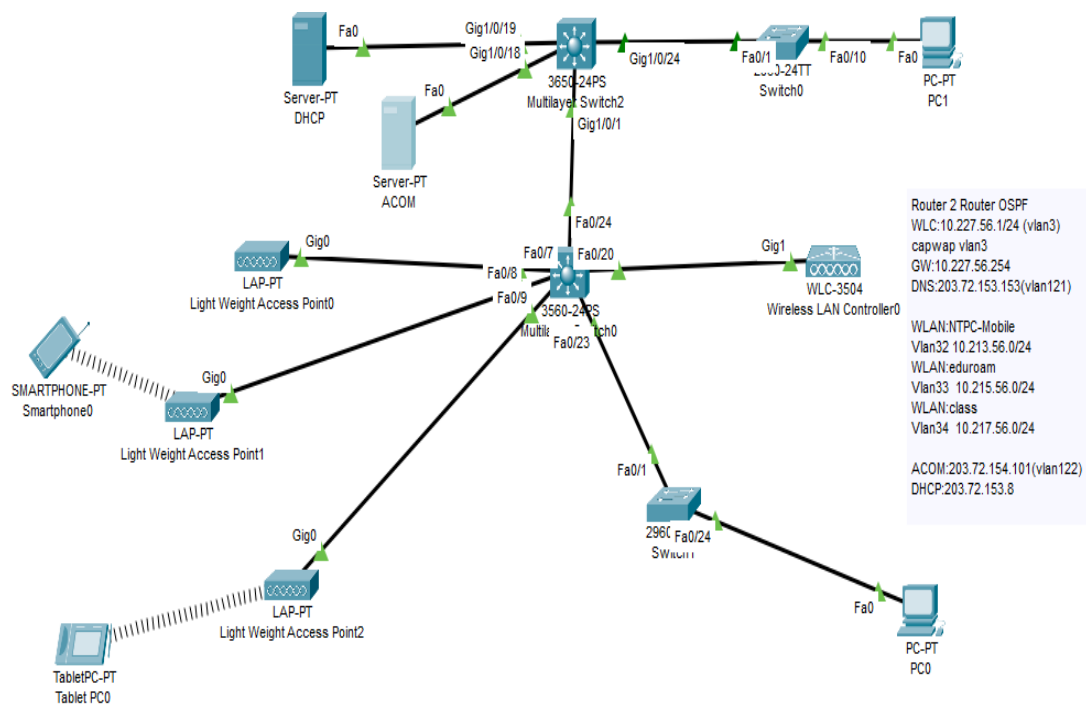 Fa0
Gig1/0/19
Gig1/0/18
Server-PT
DHCP
Fa0
Server-PT
ACOM
3650-24PS
Multilayer Switch2
Gig1/0/24
Gig1/0/1
Fa0/1
Fa0/10
Switch0
Fa0
PC-PT
PC1
Fa0/24
Fa0/7
Fa0/20
Fa0/8
Fa0/9
3560-24PS
Fa0/23
Gig0
LAP-PT
Light Weight Access Point0
Gig1
WLC-3504
Wireless LAN Controller0
SMARTPHONE-PT
Smartphone0
Gig0
LAP-PT
Light Weight Access Point1
Gig0
LAP-PT
Light Weight Access Point2
TabletPC-PT
Tablet PC0
Fa0/1
Fa0/24
Fa0
PC-PT
PC0
Router 2 Router OSPF
WLC:10.227.56.1/24 (vlan3)
capwap vlan3
GW:10.227.56.254
DNS:203.72.153.153(vlan121)
WLAN:NTPC-Mobile
Vlan32 10.213.56.0/24
WLAN:eduroam
Vlan33  10.215.56.0/24
WLAN:class
Vlan34  10.217.56.0/24
ACOM:203.72.154.101(vlan122)
DHCP:203.72.153.8